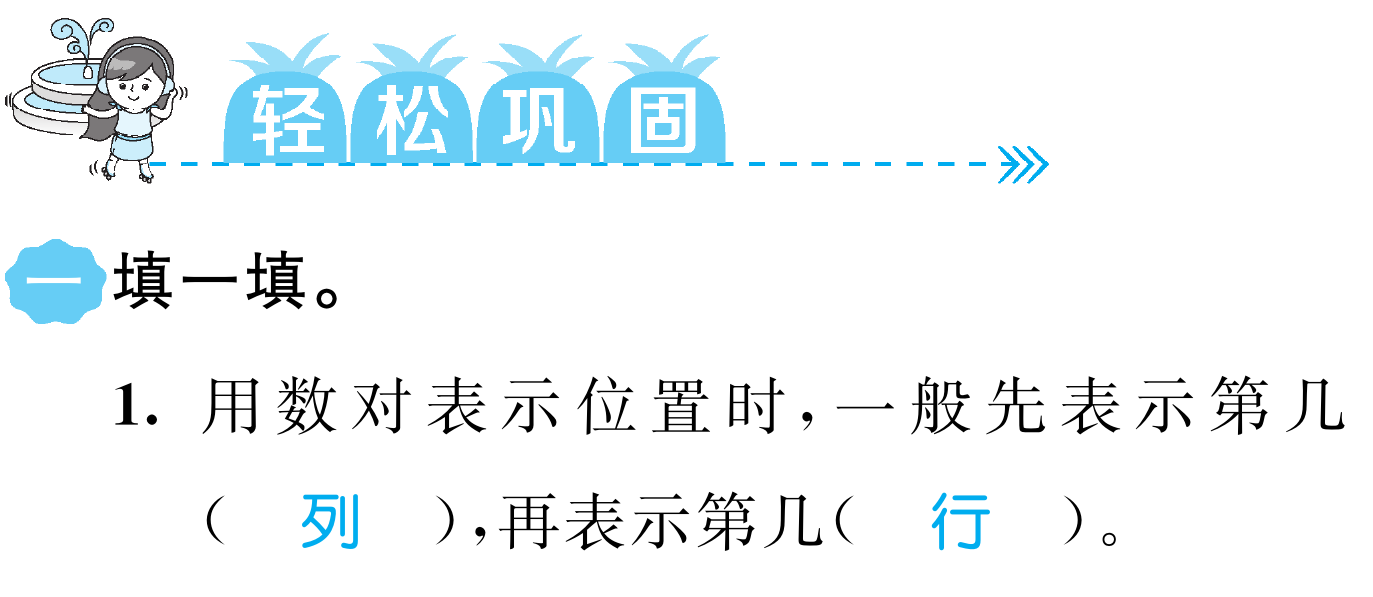 轻松巩固
一 填一填。
1. 用数对表示位置时,一般先表示第几
( 列 ),再表示第几( 行 )。